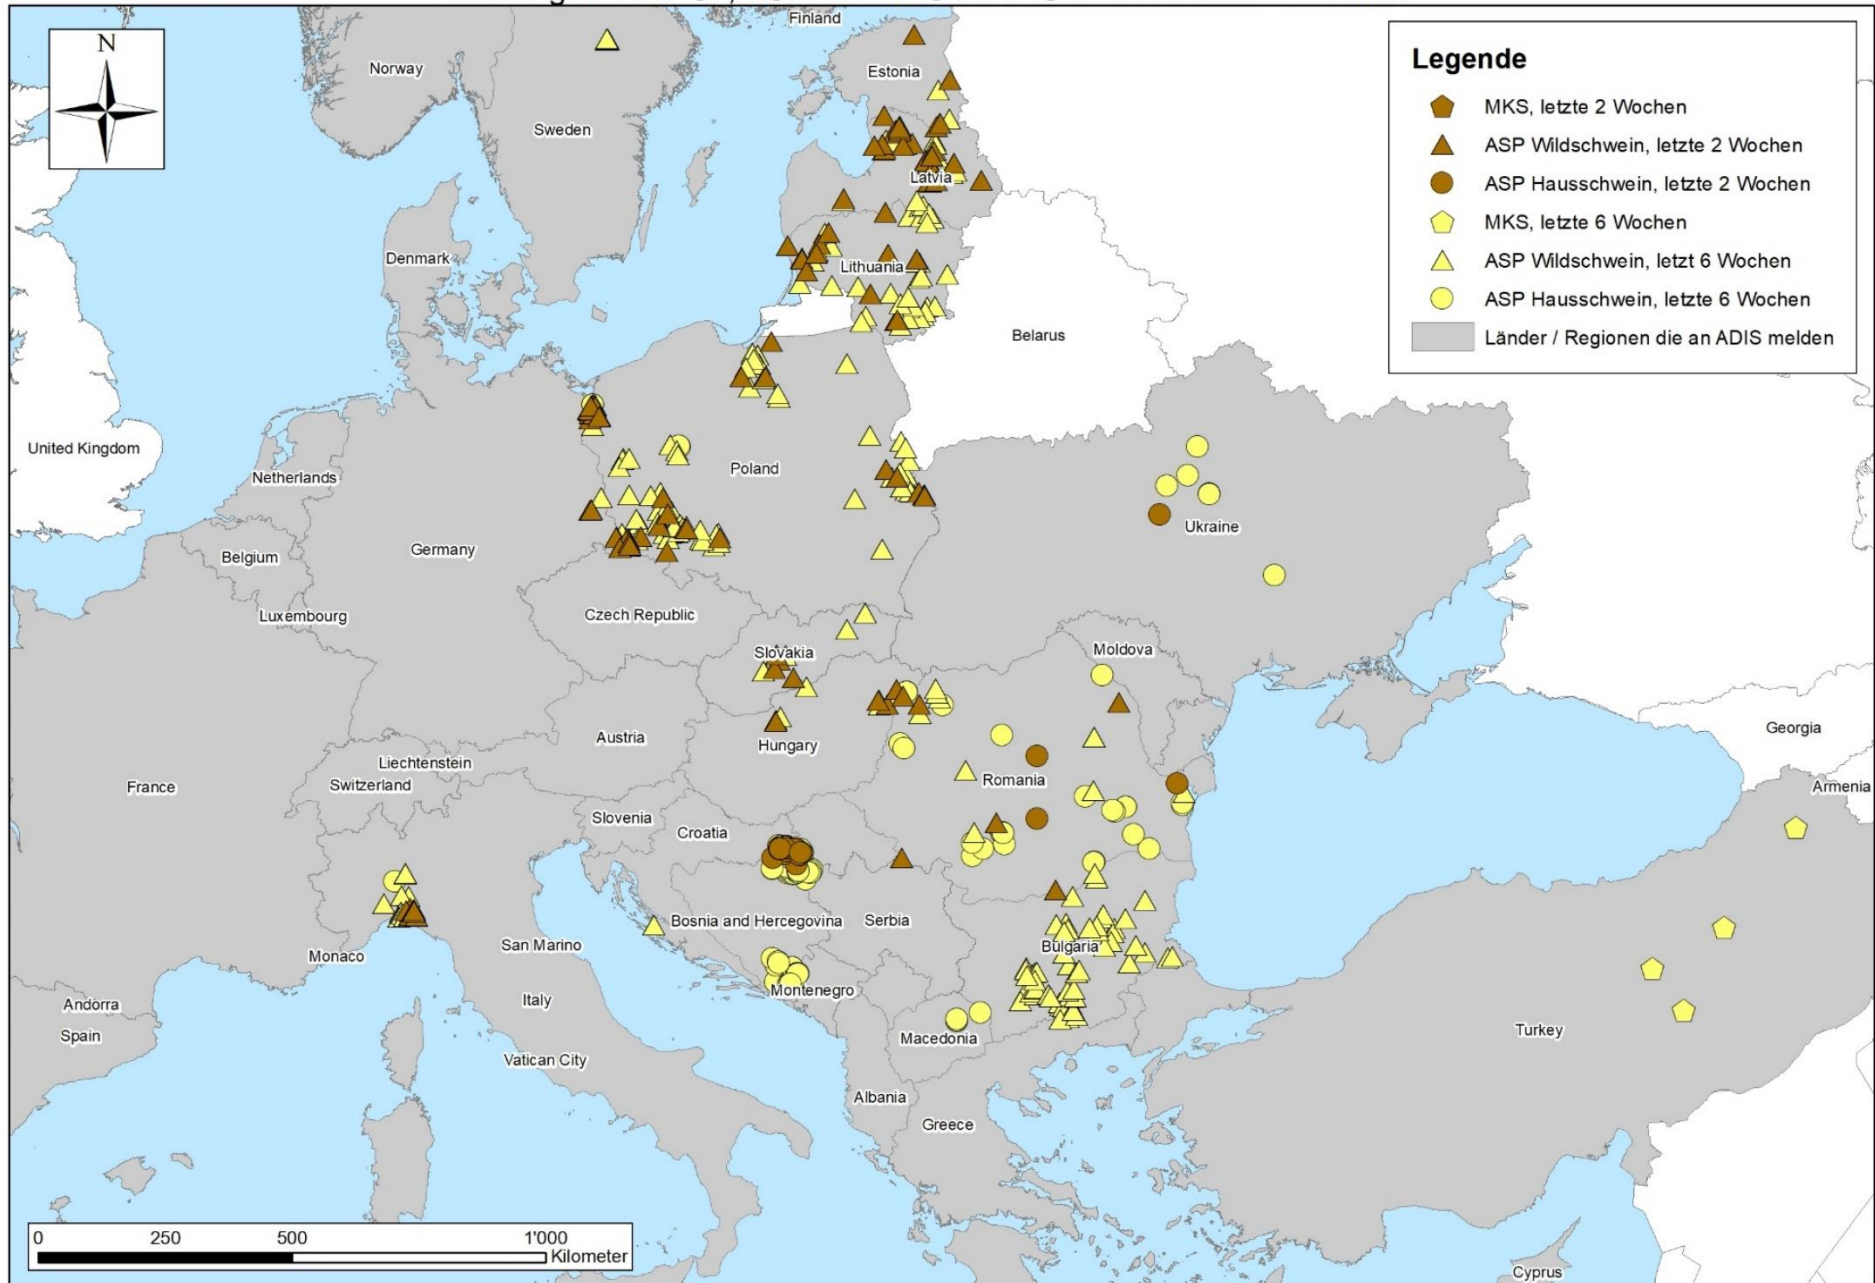 N
Legende
MKS, letzte 2 Wochen
ASP Wildschwein, letzte 2 Wochen
ASP Hausschwein, letzte 2 Wochen
MKS, letzte 6 Wochen
ASP Wildschwein, letzt 6 Wochen
ASP Hausschwein, letzte 6 Wochen
Länder / Regionen die an ADIS melden
Finland
Norway
Estonia
Sweden
Latvia
Denmark
Lithuania
Belarus
United Kingdom
Netherlands
Poland
Ukraine
Germany
Belgium
Luxembourg
Czech Republic
Slovakia
Moldova
Georgia
Austria
Hungary
Liechtenstein
Switzerland
France
Romania
Armenia
Slovenia
Croatia
Bosnia and Hercegovina
Serbia
San Marino
Bulgaria
Monaco
Montenegro
Andorra
Italy
Spain
Macedonia
Turkey
Vatican City
Albania
Greece
0 250 500 1'000
Kilometer
Cyprus